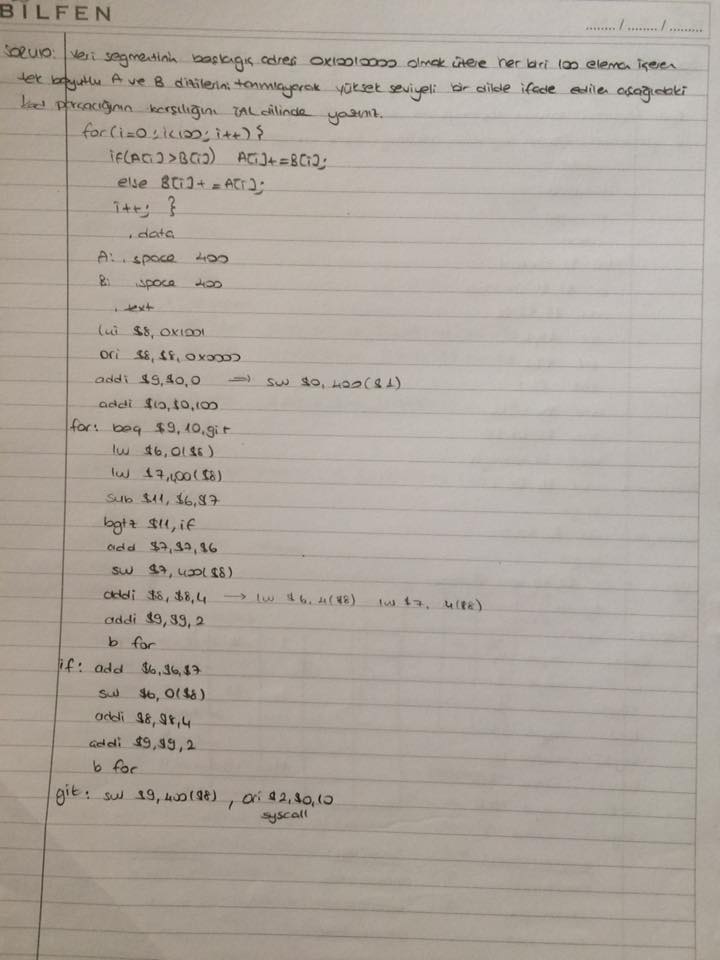 BİLFEN
....... / ....... / .......
SORU10: Veri segmentinin başlangıç adres 0x10010000 olmak üzere her biri 100 eleman içeren
tek boyutlu A ve B dizilerini tanımlayarak yüksek seviyeli bir dilde ifade edilen aşağıdaki
kod parçacığının karşılığını TAL dilinde yazınız.
for(i=0;i<100;i++){
if(A[i]>B[i]) A[i]+=B[i];
else B[i]+=A[i];
i++; }
.data
A: .space 400
B: .space 400
.text
lui $8, 0x1001
ori $8, $8, 0x0000
addi $9,$0,0 => sw $0, 400($1)
addi $10,$0,100
for: beq $9,10,git
lw $6,0($8)
lw $7,400($8)
sub $11, $6,$7
bgtz $11,if
add $7,$7,$6
sw $7, 400($8)
addi $8, $8,4 → lw $6, 4($8) lw $7, 4($8)
addi $9,$9,2
b for
if: add $6,$6,$7
sw $6, 0($8)
addi $8,$8,4
addi $9,$9,2
b for
git: sw $9, 400($8) , ori $2,$0,10
syscall